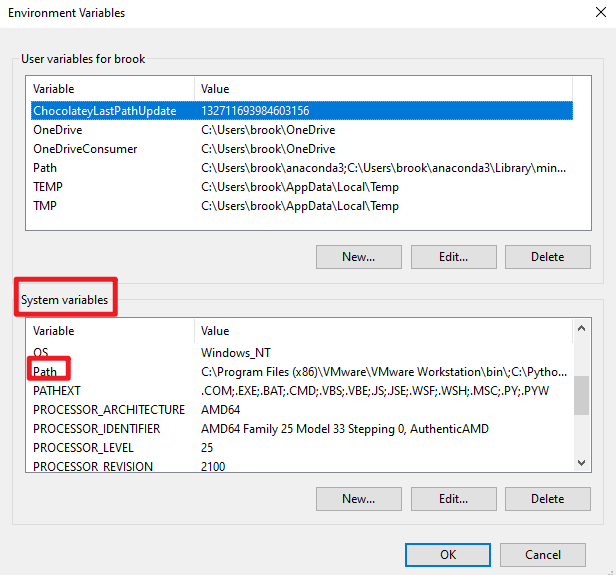 Environment Variables
User variables for brook
Variable Value
ChocolateyLastPathUpdate 132711693984603156
OneDrive C:\Users\brook\OneDrive
OneDriveConsumer C:\Users\brook\OneDrive
Path C:\Users\brook\anaconda3;C:\Users\brook\anaconda3\Library\min...
TEMP C:\Users\brook\AppData\Local\Temp
TMP C:\Users\brook\AppData\Local\Temp
New... Edit... Delete
System variables
Variable Value
OS Windows_NT
Path C:\Program Files (x86)\VMware\VMware Workstation\bin\;C:\Pytho...
PATHEXT .COM;.EXE;.BAT;.CMD;.VBS;.VBE;.JS;.JSE;.WSF;.WSH;.MSC;.PY;.PYW
PROCESSOR_ARCHITECTURE AMD64
PROCESSOR_IDENTIFIER AMD64 Family 25 Model 33 Stepping 0, AuthenticAMD
PROCESSOR_LEVEL 25
PROCESSOR_REVISION 2100
New... Edit... Delete
OK Cancel